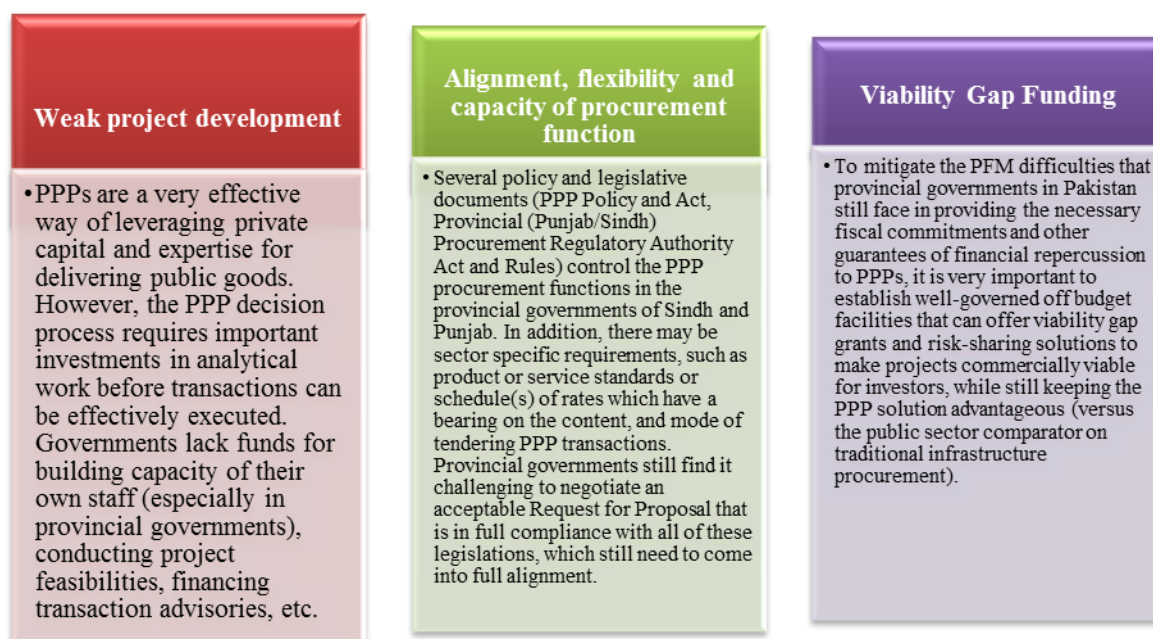 Weak project development
•PPPs are a very effective
way of leveraging private
capital and expertise for
delivering public goods.
However, the PPP decision
process requires important
investments in analytical
work before transactions can
be effectively executed.
Governments lack funds for
building capacity of their
own staff (especially in
provincial governments),
conducting project
feasibilities, financing
transaction advisories, etc.
Alignment, flexibility and
capacity of procurement
function
• Several policy and legislative
documents (PPP Policy and Act,
Provincial (Punjab/Sindh)
Procurement Regulatory Authority
Act and Rules) control the PPP
procurement functions in the
provincial governments of Sindh and
Punjab. In addition, there may be
sector specific requirements, such as
product or service standards or
schedule(s) of rates which have a
bearing on the content, and mode of
tendering PPP transactions.
Provincial governments still find it
challenging to negotiate an
acceptable Request for Proposal that
is in full compliance with all of these
legislations, which still need to come
into full alignment.
Viability Gap Funding
• To mitigate the PFM difficulties that
provincial governments in Pakistan
still face in providing the necessary
fiscal commitments and other
guarantees of financial repercussion
to PPPs, it is very important to
establish well-governed off budget
facilities that can offer viability gap
grants and risk-sharing solutions to
make projects commercially viable
for investors, while still keeping the
PPP solution advantageous (versus
the public sector comparator on
traditional infrastructure
procurement).